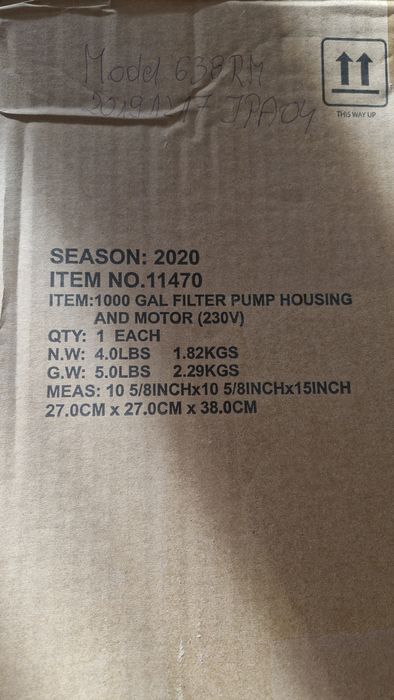 Model 638RM
20191217 JPA04
THIS WAY UP
SEASON: 2020
ITEM NO.11470
ITEM:1000 GAL FILTER PUMP HOUSING
AND MOTOR (230V)
QTY: 1 EACH
N.W: 4.0LBS 1.82KGS
G.W: 5.0LBS 2.29KGS
MEAS: 10 5/8INCHx10 5/8INCHx15INCH
27.0CM x 27.0CM x 38.0CM